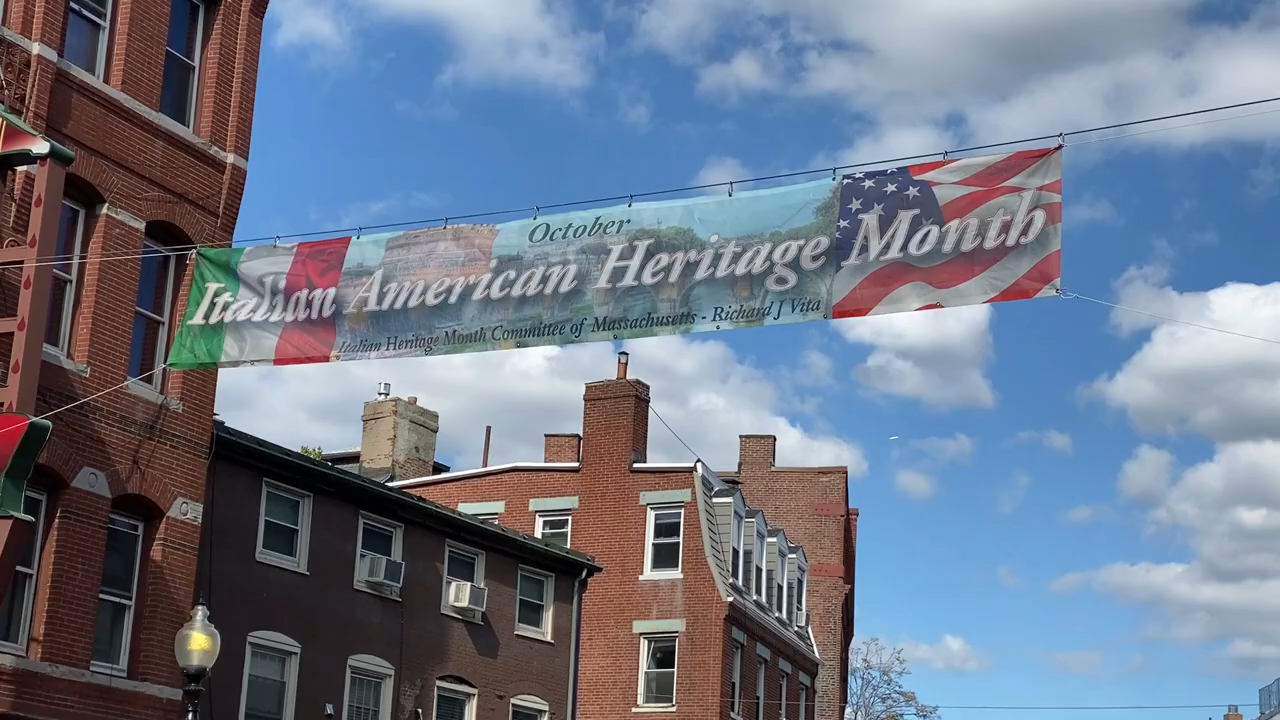 October
Italian American Heritage Month
Italian Heritage Month Committee of Massachusetts - Richard J Vita